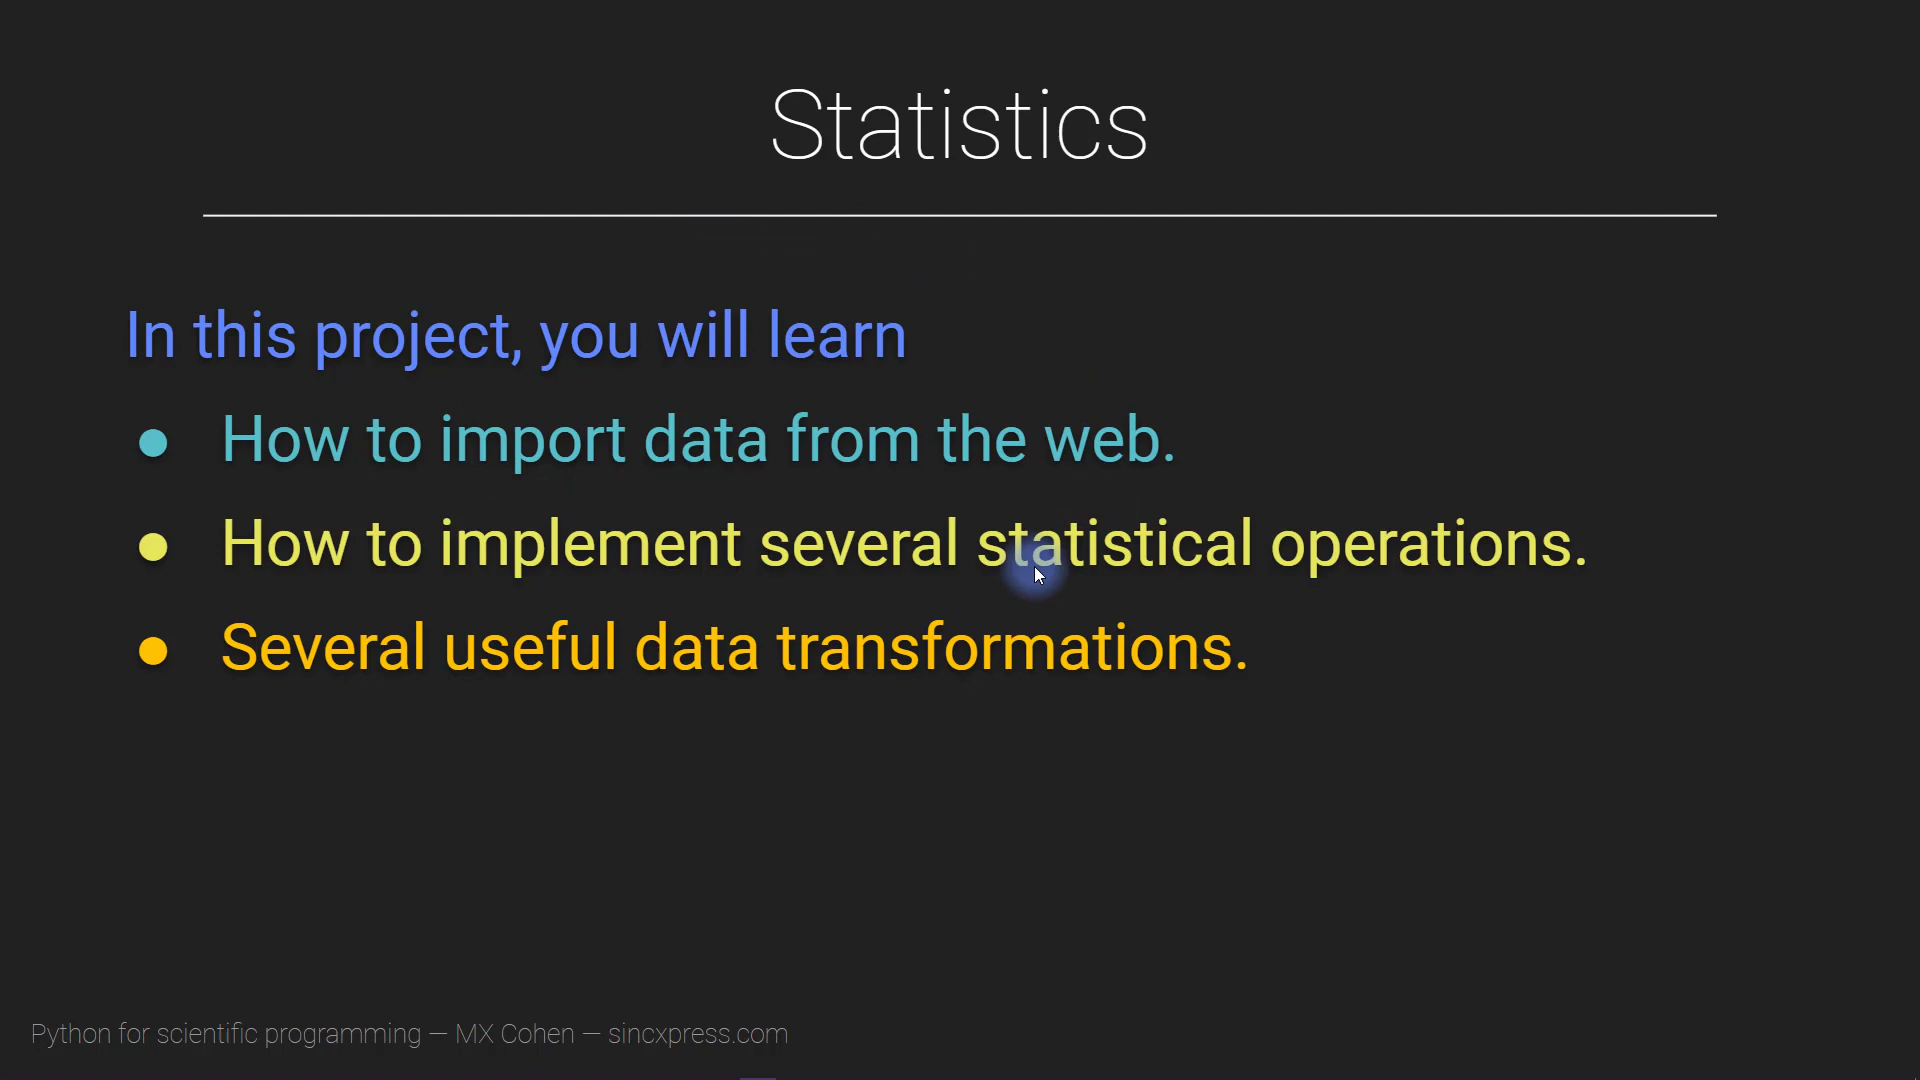 Statistics
In this project, you will learn
● How to import data from the web.
● How to implement several statistical operations.
● Several useful data transformations.
Python for scientific programming — MX Cohen — sincxpress.com